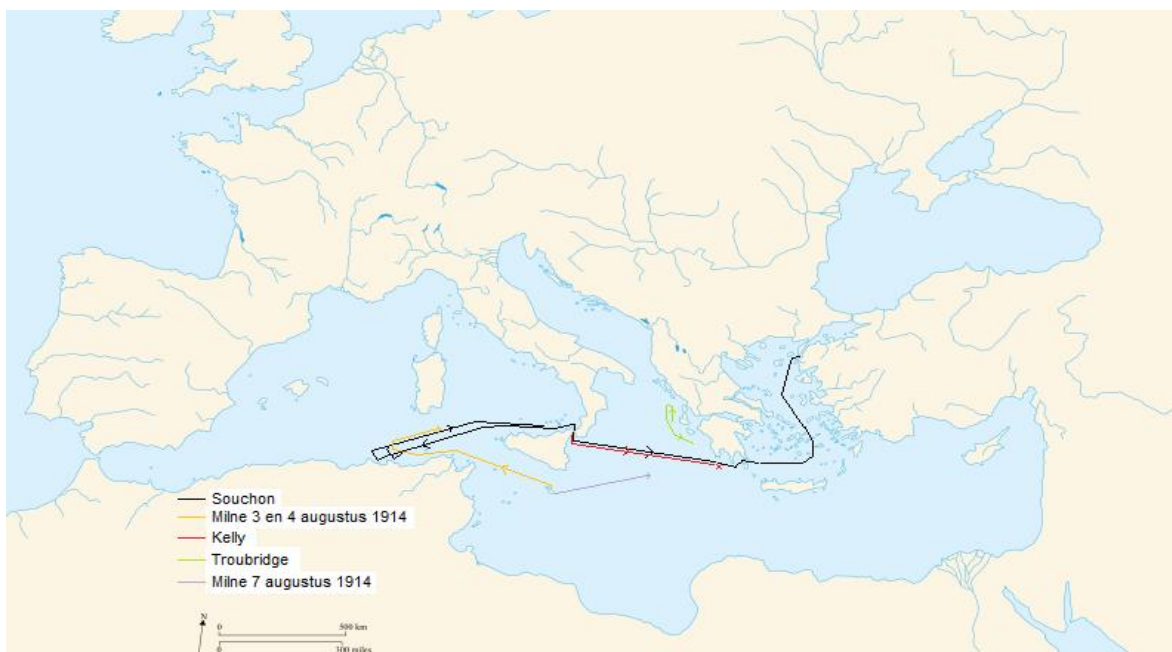 Souchon
Milne 3 en 4 augustus 1914
Kelly
Troubridge
Milne 7 augustus 1914
N
0 500 km
0 300 miles